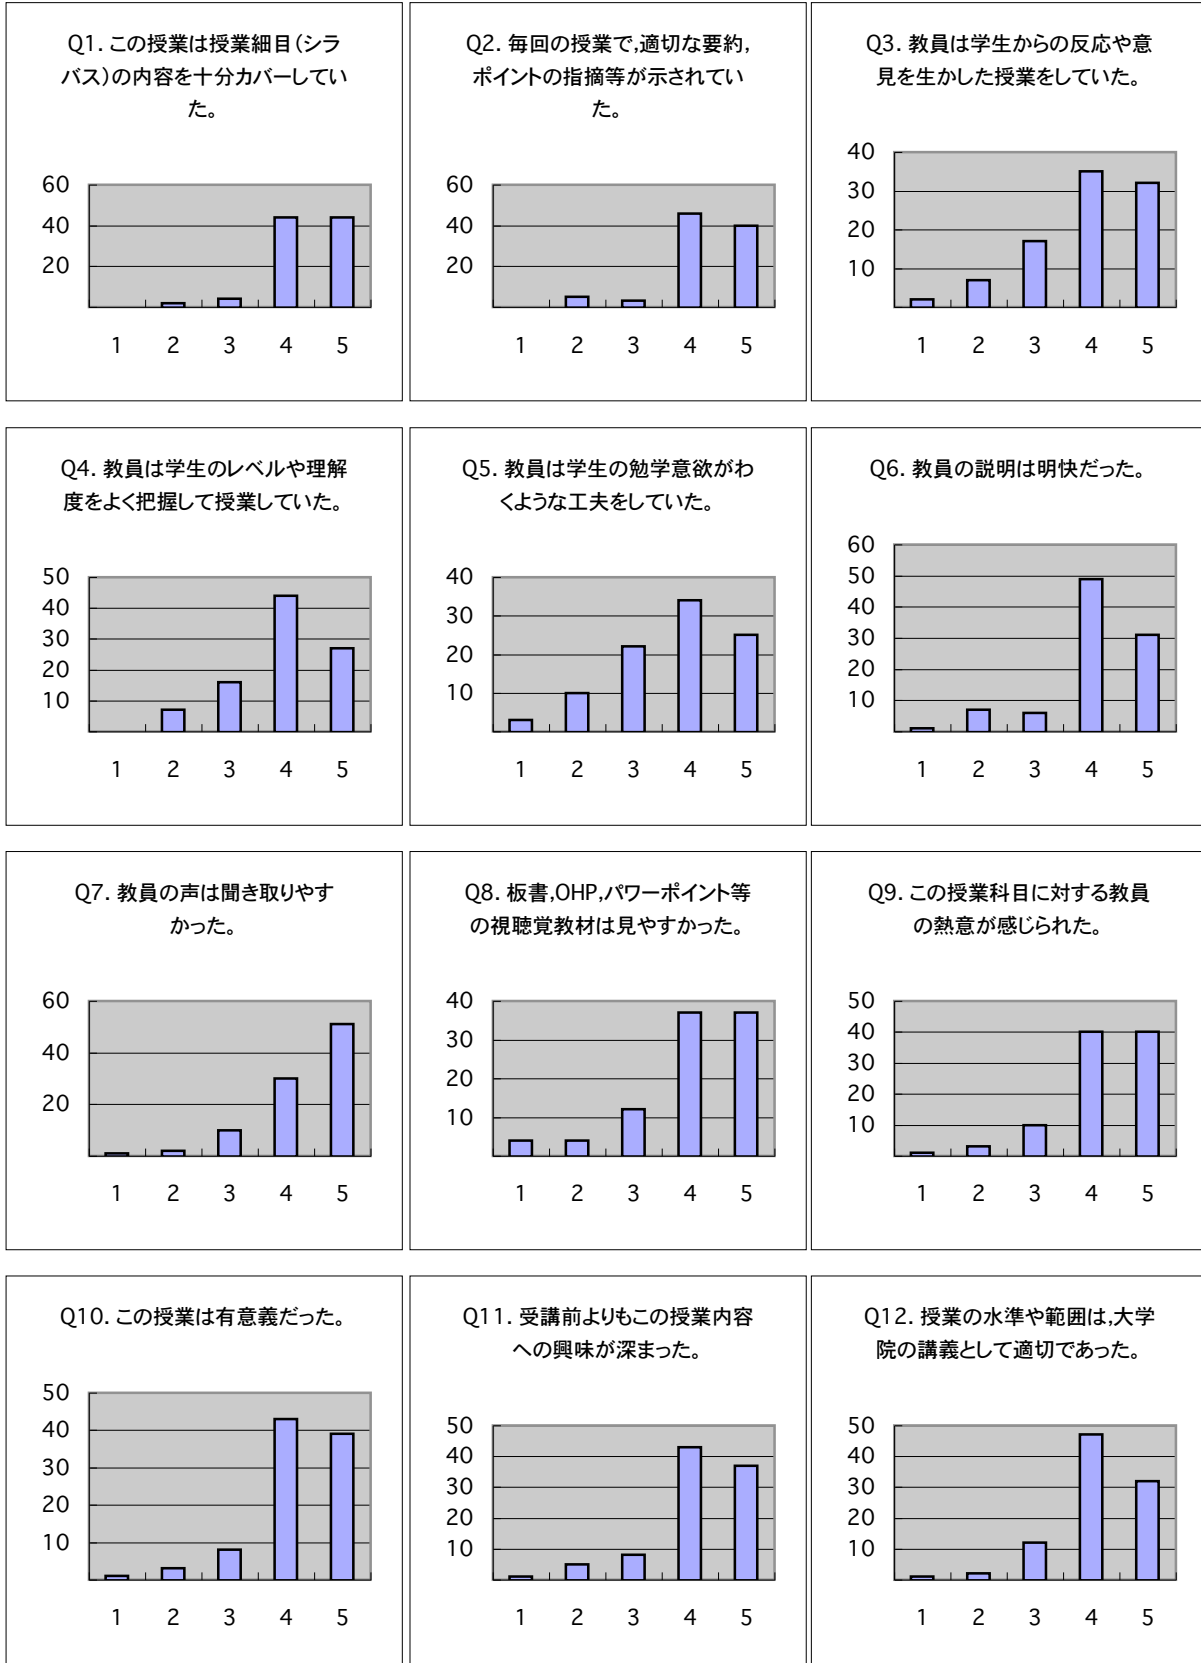 Q1. この授業は授業細目(シラ
バス)の内容を十分カバーしてい
た。
60
40
20
1 2 3 4 5
Q2. 毎回の授業で,適切な要約,
ポイントの指摘等が示されてい
た。
60
40
20
1 2 3 4 5
Q3. 教員は学生からの反応や意
見を生かした授業をしていた。
40
30
20
10
1 2 3 4 5
Q4. 教員は学生のレベルや理解
度をよく把握して授業していた。
50
40
30
20
10
1 2 3 4 5
Q5. 教員は学生の勉学意欲がわ
くような工夫をしていた。
40
30
20
10
1 2 3 4 5
Q6. 教員の説明は明快だった。
60
50
40
30
20
10
1 2 3 4 5
Q7. 教員の声は聞き取りやす
かった。
60
40
20
1 2 3 4 5
Q8. 板書,OHP,パワーポイント等
の視聴覚教材は見やすかった。
40
30
20
10
1 2 3 4 5
Q9. この授業科目に対する教員
の熱意が感じられた。
50
40
30
20
10
1 2 3 4 5
Q10. この授業は有意義だった。
50
40
30
20
10
1 2 3 4 5
Q11. 受講前よりもこの授業内容
への興味が深まった。
50
40
30
20
10
1 2 3 4 5
Q12. 授業の水準や範囲は,大学
院の講義として適切であった。
50
40
30
20
10
1 2 3 4 5